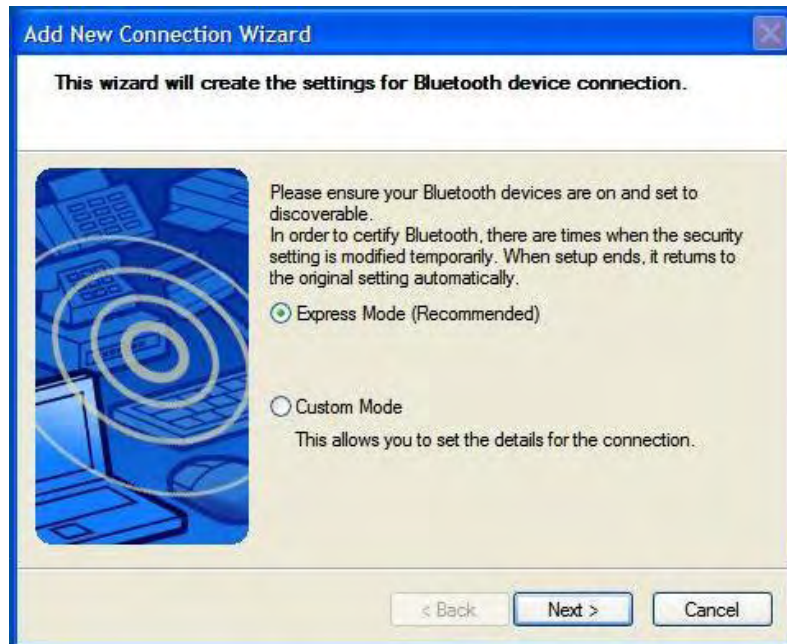 Add New Connection Wizard
This wizard will create the settings for Bluetooth device connection.
Please ensure your Bluetooth devices are on and set to
discoverable.
In order to certify Bluetooth, there are times when the security
setting is modified temporarily. When setup ends, it returns to
the original setting automatically.
Express Mode (Recommended)
Custom Mode
This allows you to set the details for the connection.
< Back
Next >
Cancel